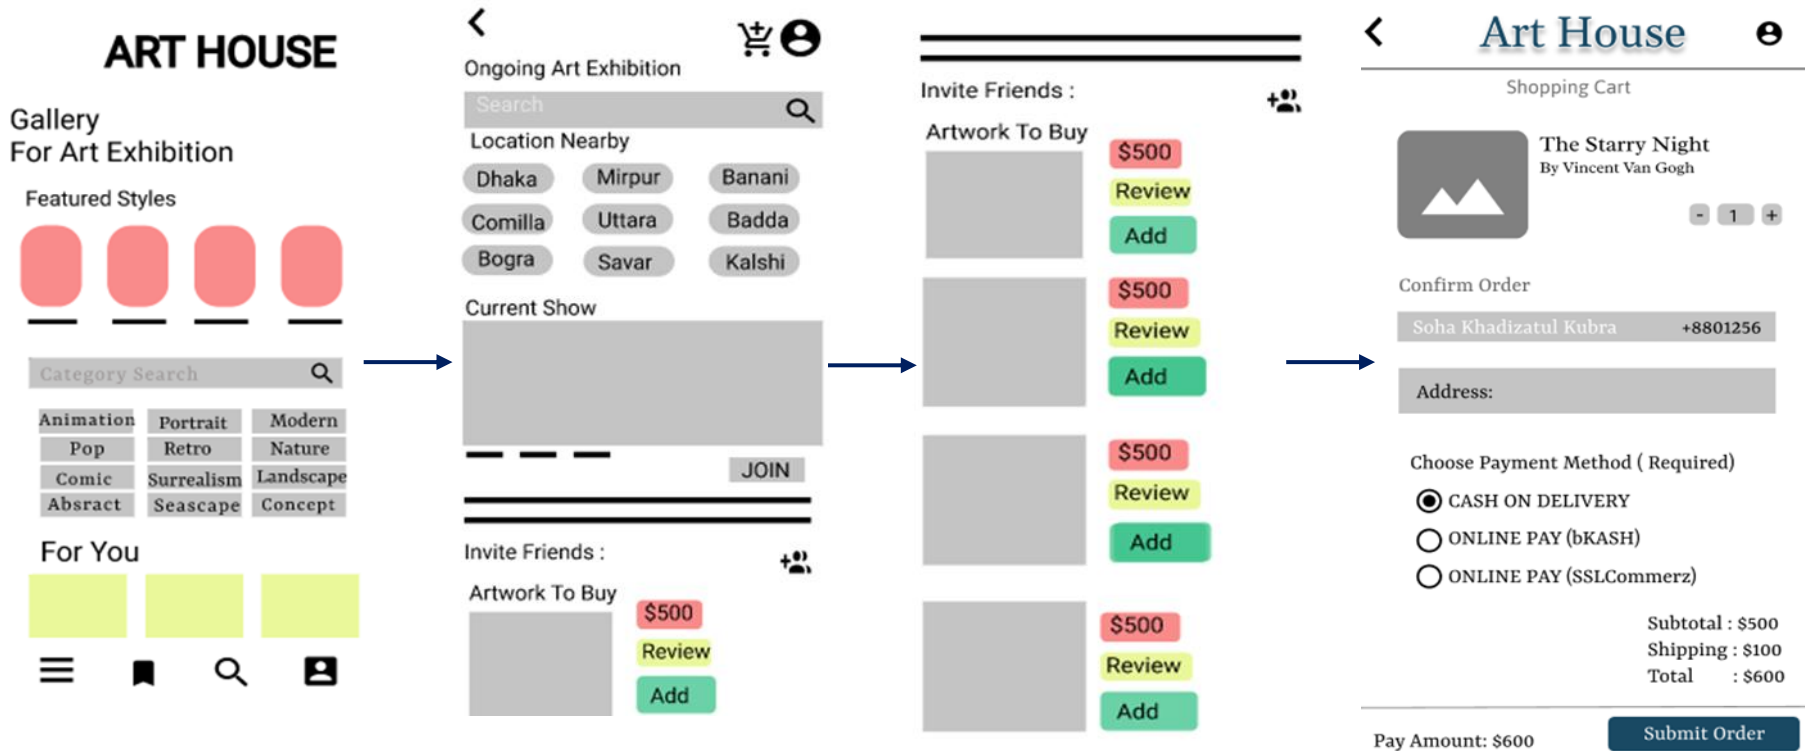 ART HOUSE
Gallery
For Art Exhibition
Featured Styles
Category Search
Animation Portrait Modern
Pop Retro Nature
Comic Surrealism Landscape
Absract Seascape Concept
For You
Ongoing Art Exhibition
Search
Location Nearby
Dhaka Mirpur Banani
Comilla Uttara Badda
Bogra Savar Kalshi
Current Show
JOIN
Invite Friends :
Artwork To Buy
$500
Review
Add
Invite Friends :
Artwork To Buy
$500
Review
Add
$500
Review
Add
$500
Review
Add
$500
Review
Add
Art House
Shopping Cart
The Starry Night
By Vincent Van Gogh
- 1 +
Confirm Order
Soha Khadizatul Kubra +8801256
Address:
Choose Payment Method ( Required)
CASH ON DELIVERY
ONLINE PAY (bKASH)
ONLINE PAY (SSLCommerz)
Subtotal : $500
Shipping : $100
Total : $600
Pay Amount: $600
Submit Order